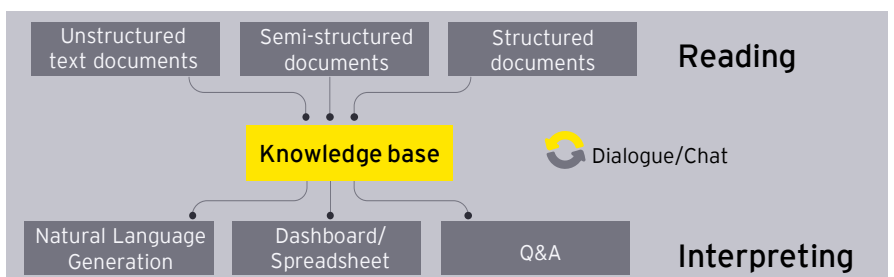 Unstructured
text documents
Semi-structured
documents
Structured
documents
Reading
Knowledge base
Dialogue/Chat
Natural Language
Generation
Dashboard/
Spreadsheet
Q&A
Interpreting